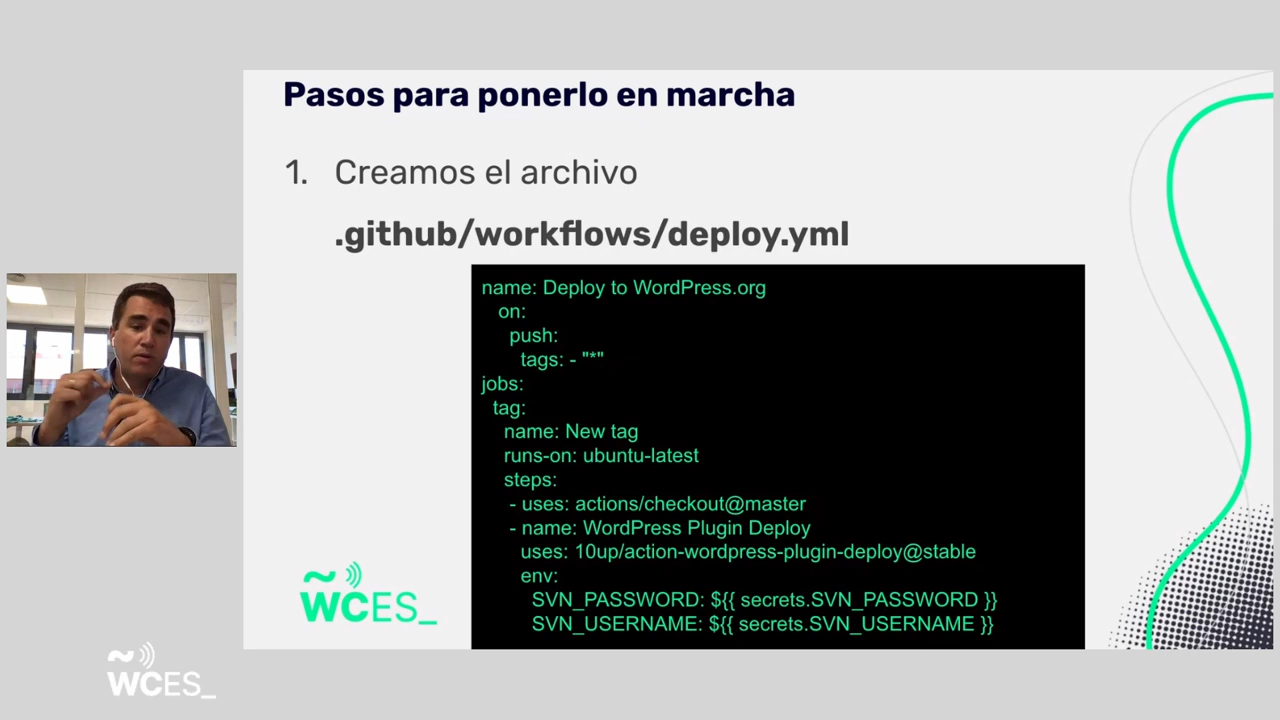 Pasos para ponerlo en marcha
1. Creamos el archivo
.github/workflows/deploy.yml
name: Deploy to WordPress.org
on:
push:
tags: - "*"
jobs:
tag:
name: New tag
runs-on: ubuntu-latest
steps:
- uses: actions/checkout@master
- name: WordPress Plugin Deploy
uses: 10up/action-wordpress-plugin-deploy@stable
env:
SVN_PASSWORD: ${{ secrets.SVN_PASSWORD }}
SVN_USERNAME: ${{ secrets.SVN_USERNAME }}
WCES_
WCES_